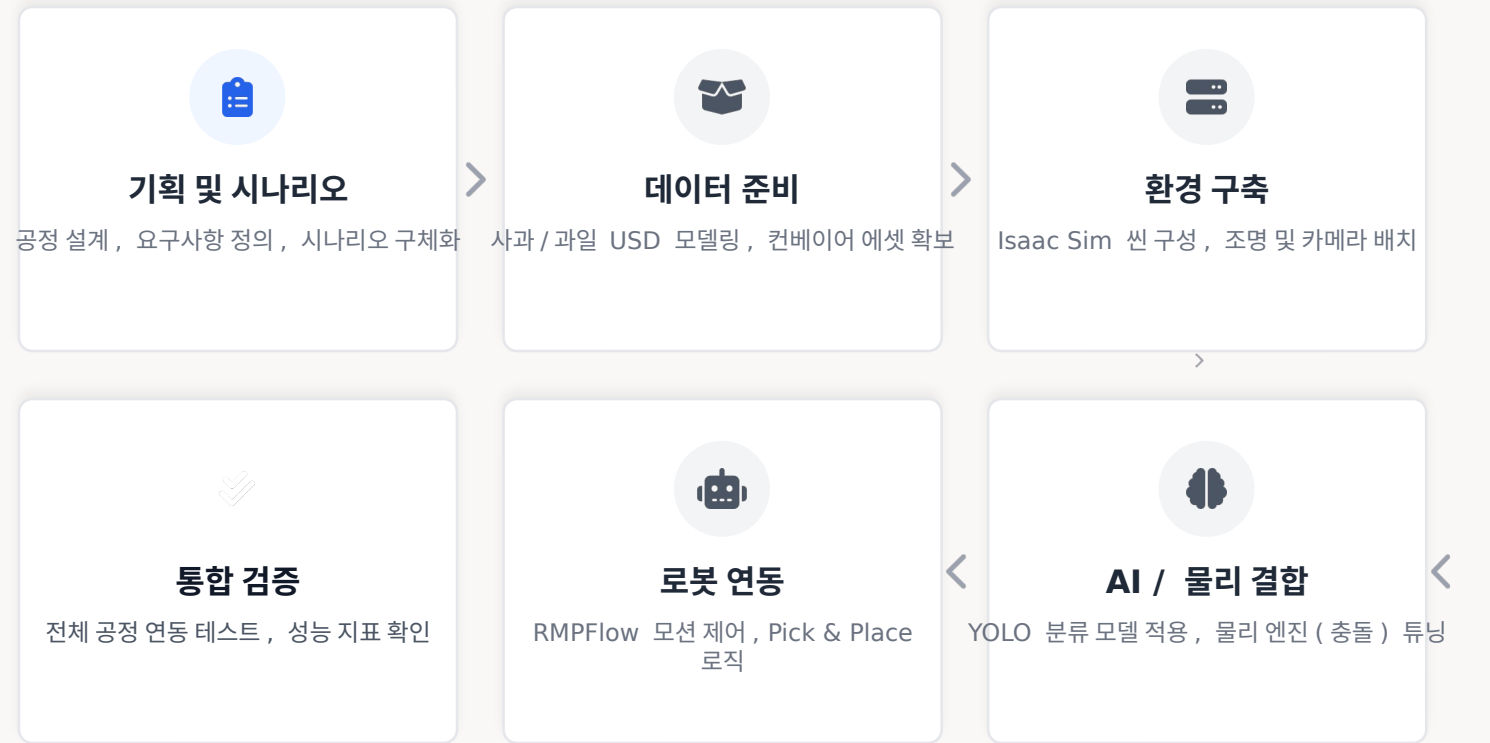 기획 및 시나리오
공정 설계 , 요구사항 정의 , 시나리오 구체화
데이터 준비
사과 / 과일 USD 모델링 , 컨베이어 에셋 확보
환경 구축
Isaac Sim 씬 구성 , 조명 및 카메라 배치
통합 검증
전체 공정 연동 테스트 , 성능 지표 확인
로봇 연동
RMPFlow 모션 제어 , Pick & Place
로직
AI / 물리 결합
YOLO 분류 모델 적용 , 물리 엔진 ( 충돌 ) 튜닝